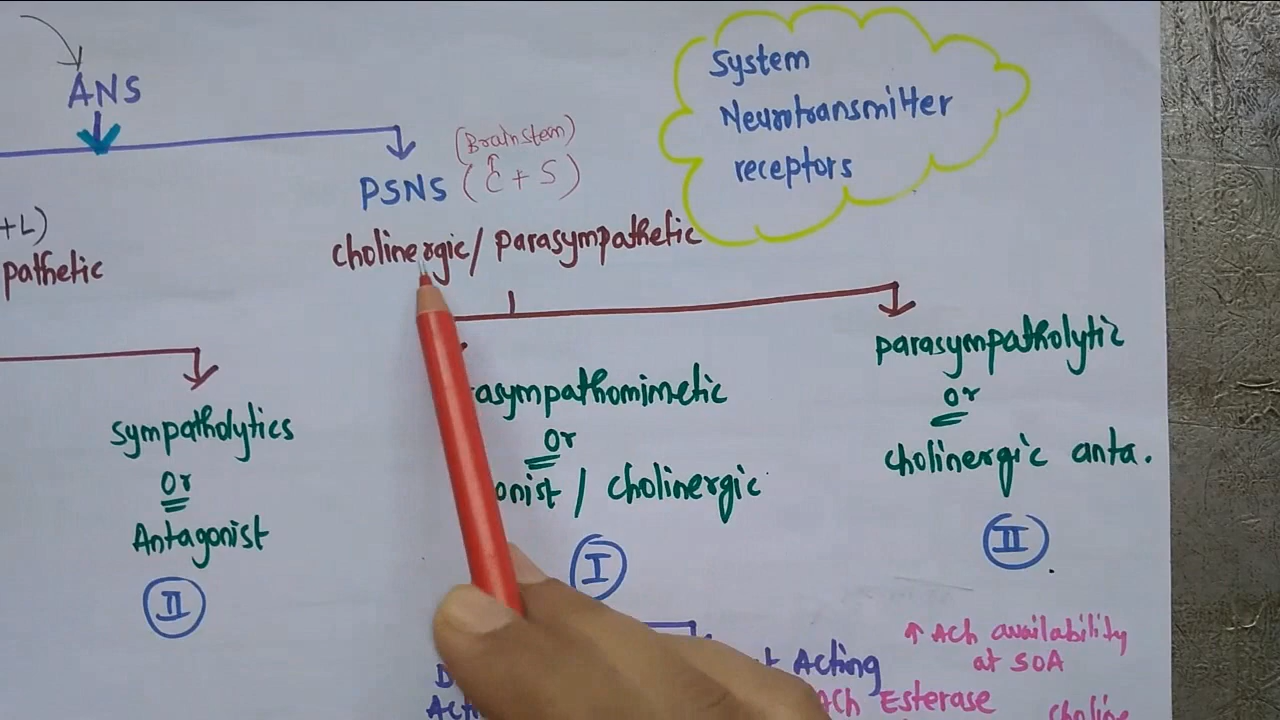 ANS
System
Neurotransmitter
receptors
(Brainstem)
PSNS (C + S)
+L)
pathetic
cholinergic / parasympathetic
sympatholytics
or
Antagonist
II
asympathomimetic
or
onist / cholinergic
I
parasympatholytic
or
cholinergic anta.
II
↑ Ach availability
at SOA
Acting
Ach Esterase